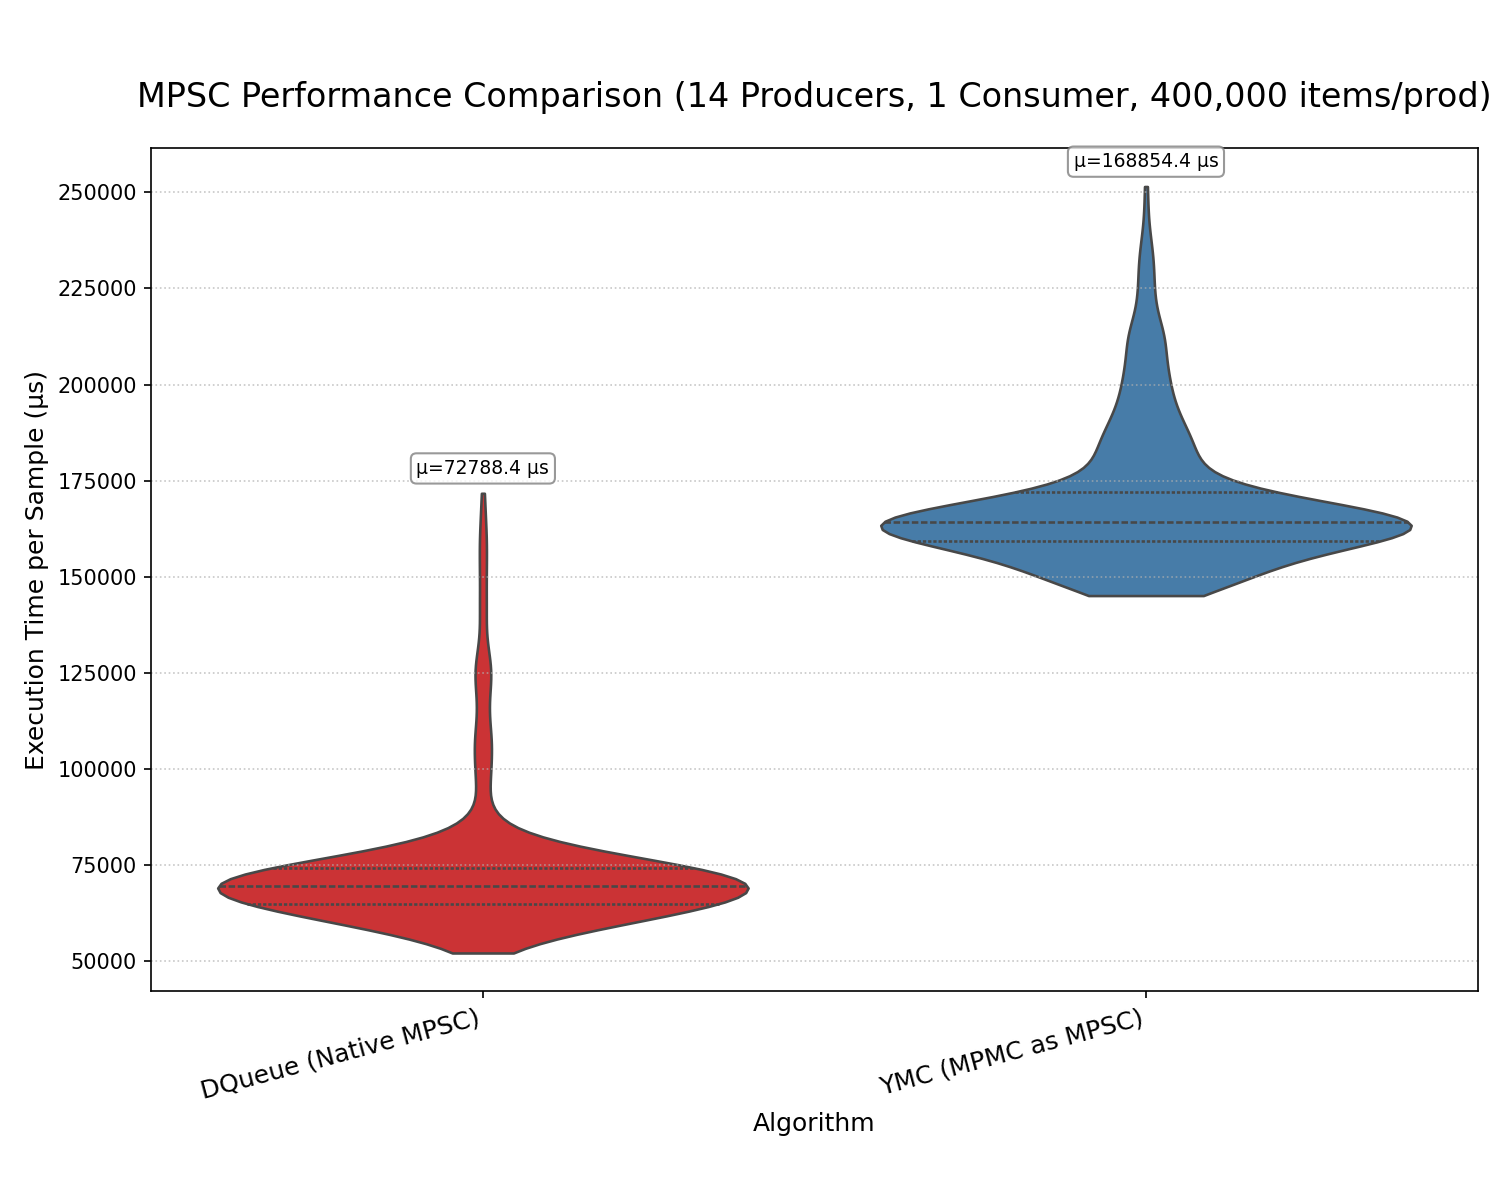 MPSC Performance Comparison (14 Producers, 1 Consumer, 400,000 items/prod)
μ=168854.4 μs
250000
225000
200000
μ=72788.4 μs
175000
150000
125000
100000
75000
50000
Execution Time per Sample (μs)
DQueue (Native MPSC)
YMC (MPMC as MPSC)
Algorithm